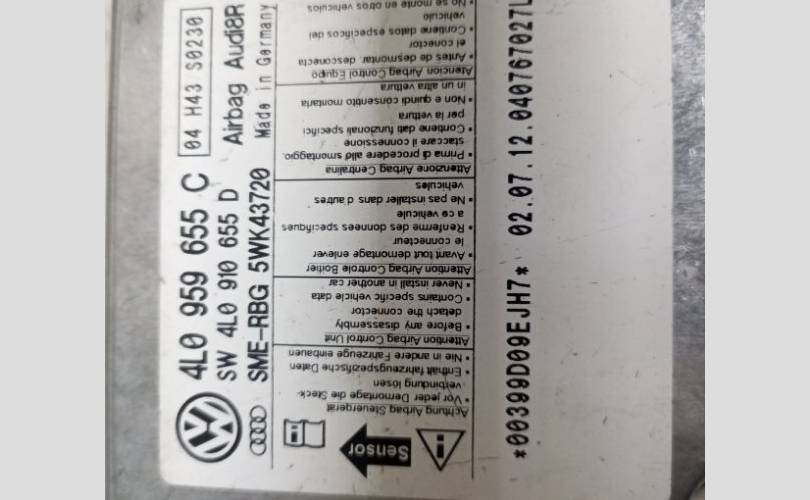 4L0 959 655 C
04 H43 S0230
SW 4L0 910 655 D
Airbag Audi8R
SME-RBG 5WK43720
Made in Germany
Sensor
Achtung Airbag Steuergerät
• Vor jeder Demontage die Steck-
verbindung lösen
• Enthält fahrzeugspezifische Daten
• Nie in andere Fahrzeuge einbauen
Attention Airbag Control Unit
• Before any disassembly
detach the connector
• Contains specific vehicle data
• Never install in another car
Attention Airbag Controle Boitier
• Avant tout demontage enlever
le connecteur
• Renferme des donnees specifiques
a ce vehicule
• Ne pas installer dans d'autres
vehicules
Attenzione Airbag Centralina
• Prima di procedere allo smontaggio,
staccare il connessione
• Contiene dati funzionali specifici
per la vettura
• Non e quindi consentito montarla
in un altra vettura
Atencion Airbag Control Equipo
• Antes de desmontar, desconecta
el conector
• Contiene datos especificos del
vehiculo
• No se monte en otros vehiculos
*00399D09EJH7* 02.07.12.040767027L